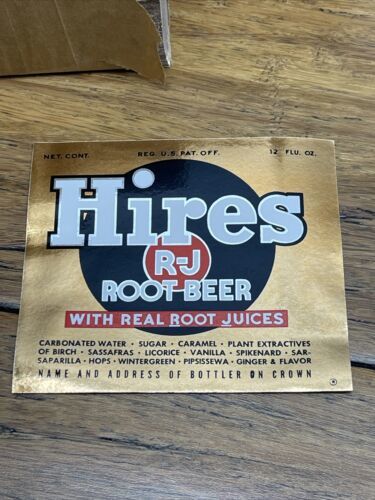 NET. CONT. REG. U.S. PAT. OFF. 12 FLU. OZ.
Hires
R-J
ROOT BEER
WITH REAL ROOT JUICES
CARBONATED WATER · SUGAR · CARAMEL · PLANT EXTRACTIVES
OF BIRCH · SASSAFRAS · LICORICE · VANILLA · SPIKENARD · SAR-
SAPARILLA · HOPS · WINTERGREEN · PIPSISSEWA · GINGER & FLAVOR
NAME AND ADDRESS OF BOTTLER ON CROWN
®